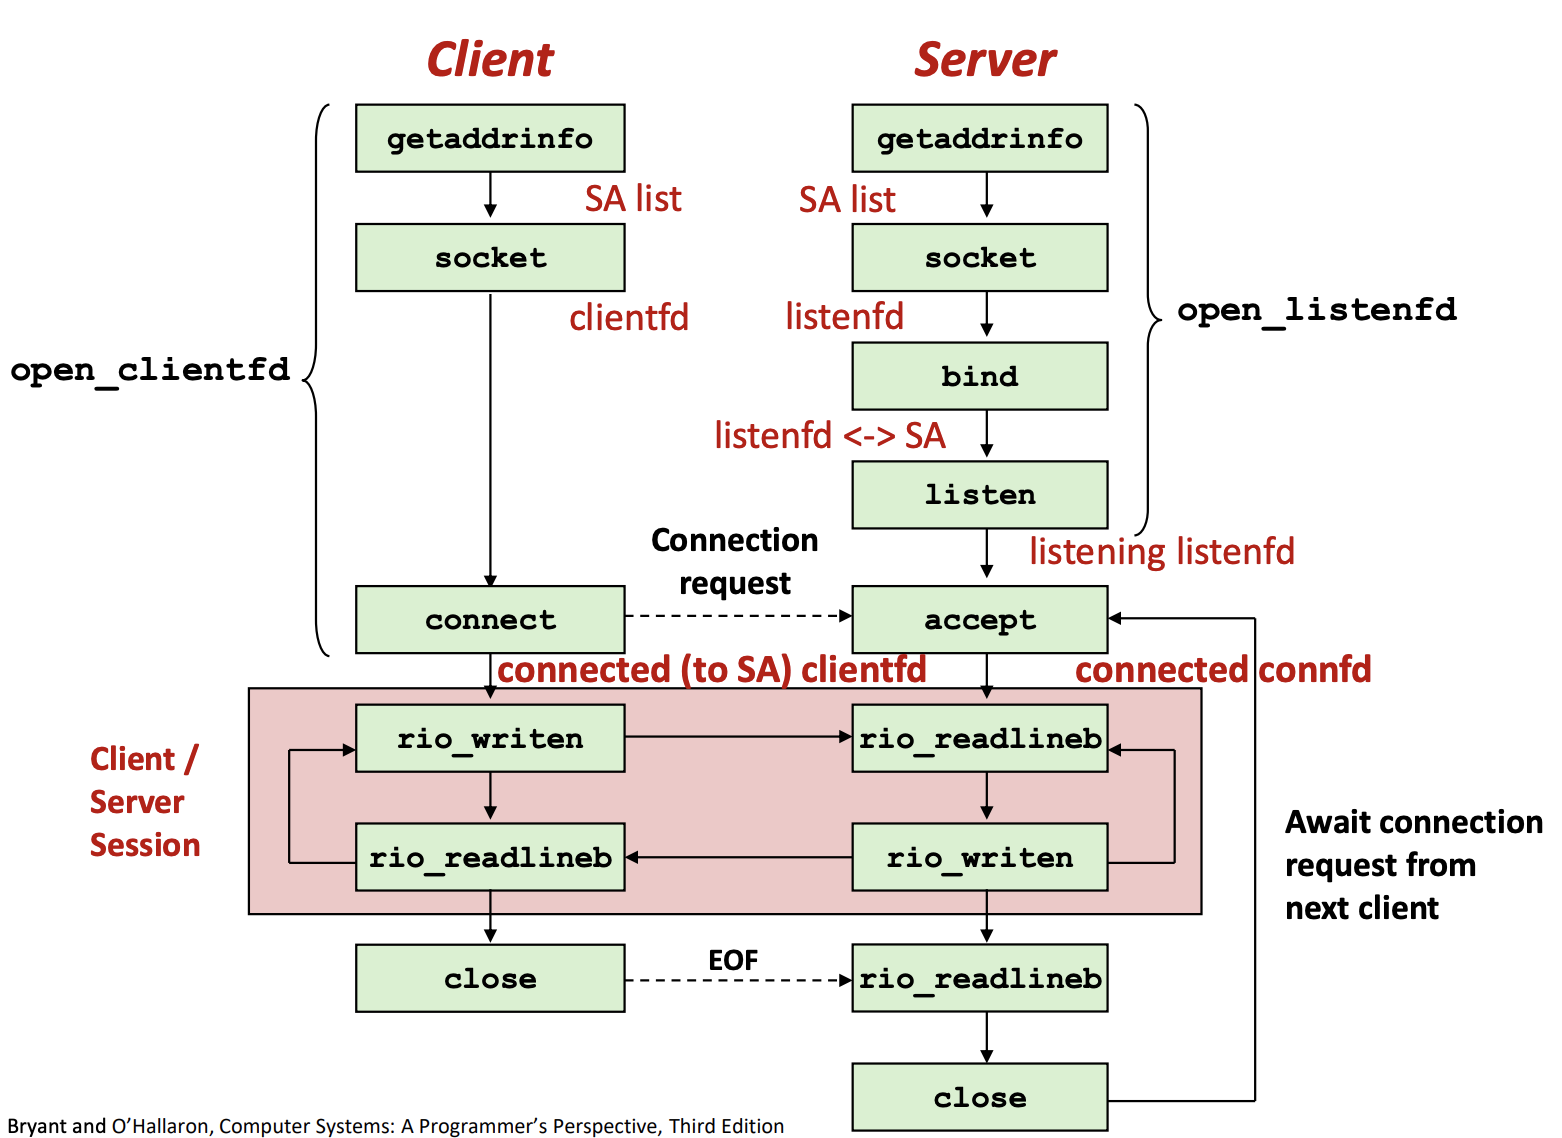 Client
Server
getaddrinfo
getaddrinfo
SA list
SA list
socket
socket
clientfd
listenfd
open_listenfd
open_clientfd
bind
listenfd <-> SA
listen
Connection
request
listening listenfd
connect
accept
connected (to SA) clientfd
connected connfd
Client /
Server
Session
rio_writen
rio_readlineb
rio_readlineb
rio_writen
Await connection
request from
next client
close
EOF
rio_readlineb
close
Bryant and O’Hallaron, Computer Systems: A Programmer’s Perspective, Third Edition